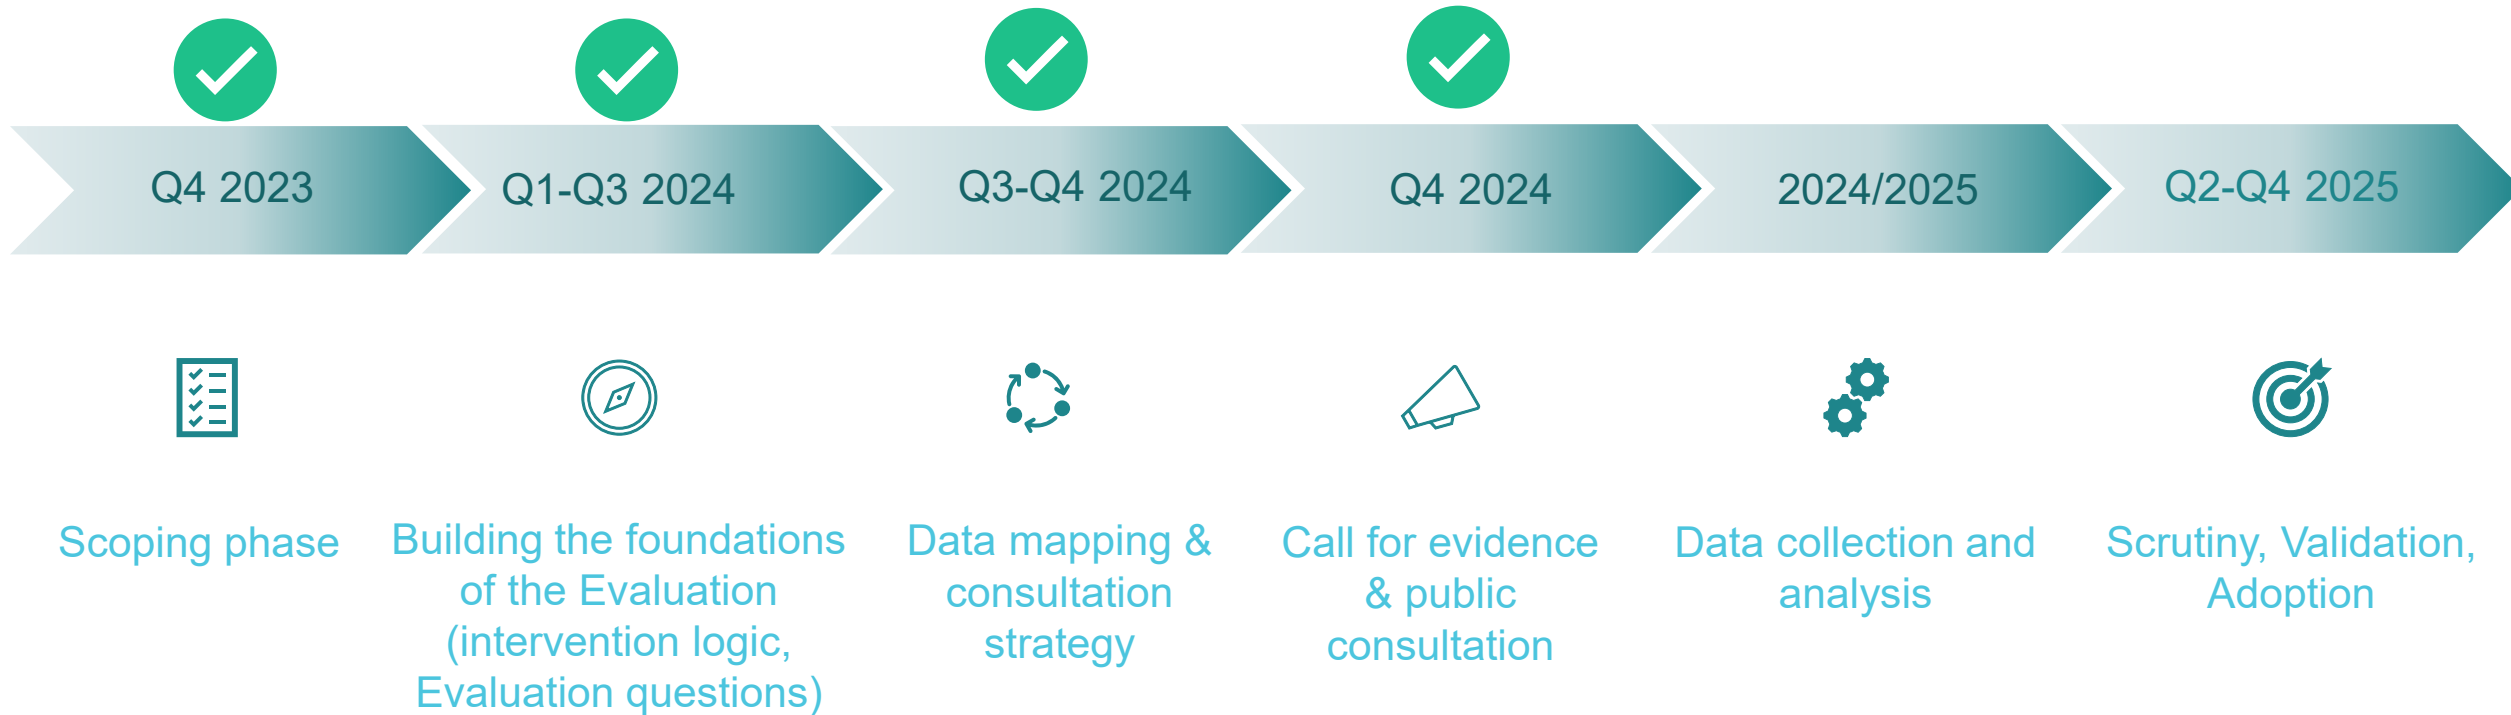 Q4 2023
Q1-Q3 2024
Q3-Q4 2024
Q4 2024
2024/2025
Q2-Q4 2025
Scoping phase
Building the foundations
of the Evaluation
(intervention logic,
Evaluation questions)
Data mapping &
consultation
strategy
Call for evidence
& public
consultation
Data collection and
analysis
Scrutiny, Validation,
Adoption